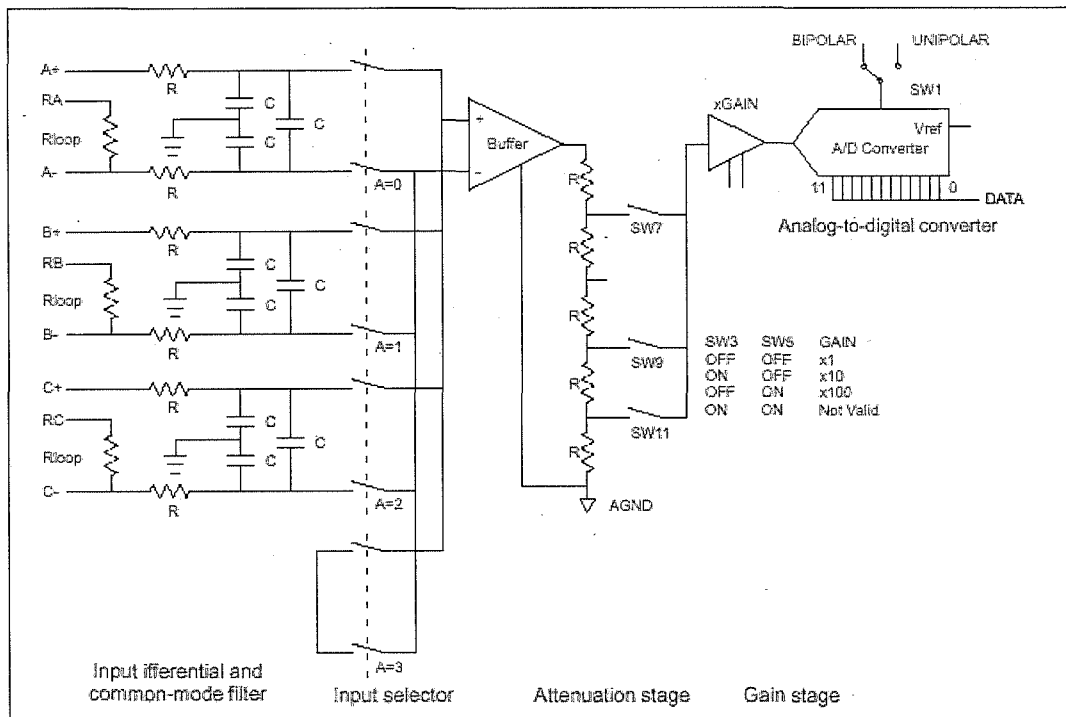 BIPOLAR UNIPOLAR
SW1
xGAIN
Vref
A/D Converter
11 0
DATA
Analog-to-digital converter
A+
R
RA
Rloop
C
C
C
A-
R
A=0
+
Buffer
-
B+
R
RB
Rloop
C
C
C
B-
R
A=1
C+
R
RC
Rloop
C
C
C
C-
R
A=2
A=3
R
SW7
R
R
SW9
R
SW11
R
AGND
SW3 SW5 GAIN
OFF OFF x1
ON OFF x10
OFF ON x100
ON ON Not Valid
Input ifferential and
common-mode filter
Input selector
Attenuation stage
Gain stage